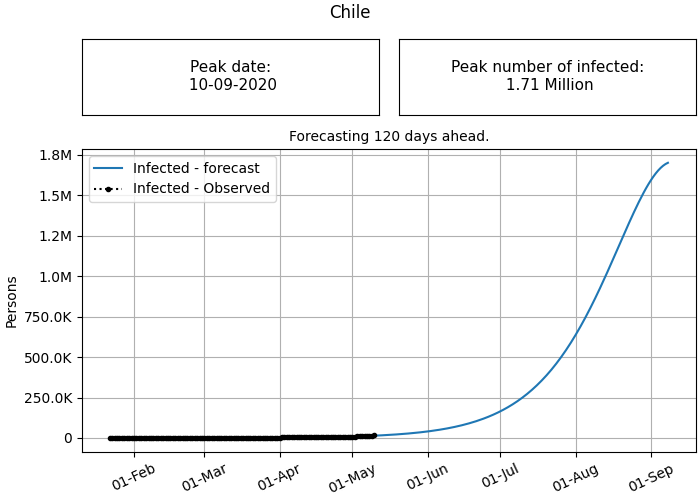 Chile
Peak date:
10-09-2020
Peak number of infected:
1.71 Million
Forecasting 120 days ahead.
Infected - forecast
Infected - Observed
1.8M
1.5M
1.2M
1.0M
750.0K
500.0K
250.0K
0
Persons
01-Feb
01-Mar
01-Apr
01-May
01-Jun
01-Jul
01-Aug
01-Sep